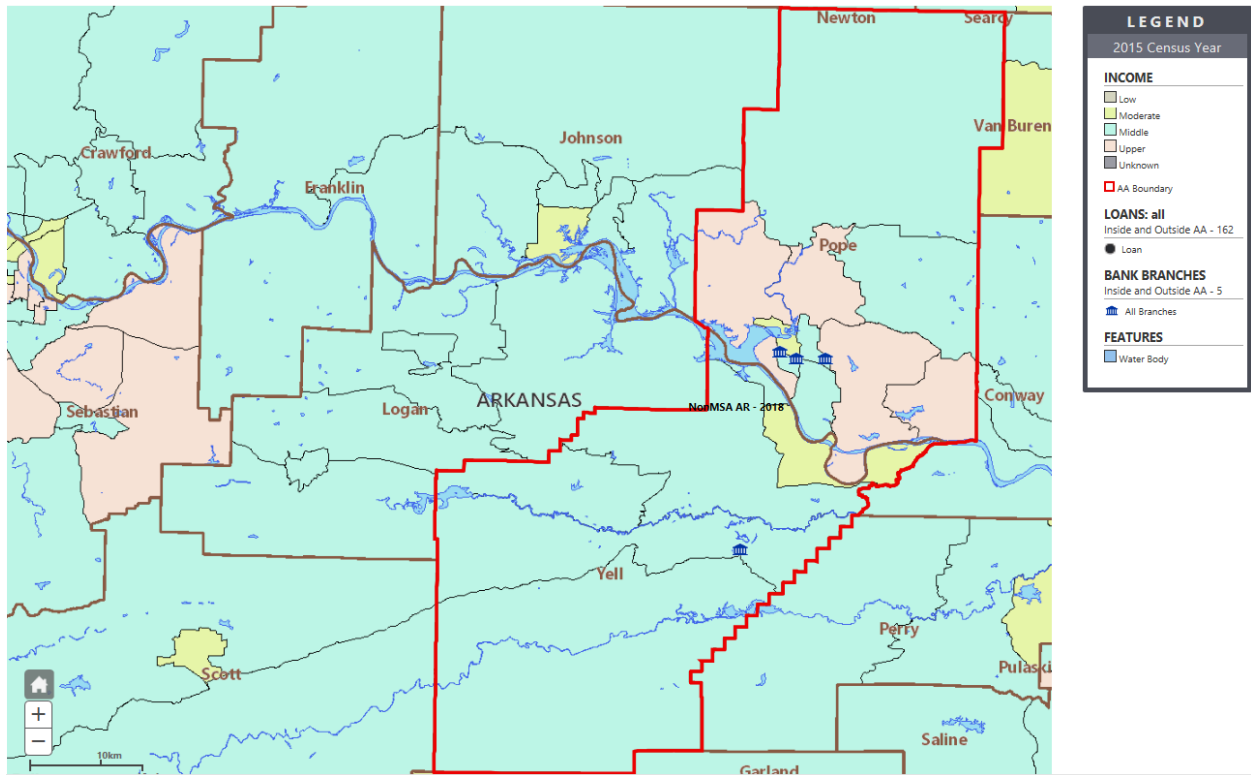 Newton
Searcy
Van Buren
Crawford
Johnson
Franklin
Pope
Conway
Sebastian
Logan
ARKANSAS
NonMSA AR - 2018
Yell
Perry
Scott
Pulaski
Saline
Garland
+
−
10km
LEGEND
2015 Census Year
INCOME
Low
Moderate
Middle
Upper
Unknown
AA Boundary
LOANS: all
Inside and Outside AA - 162
Loan
BANK BRANCHES
Inside and Outside AA - 5
All Branches
FEATURES
Water Body